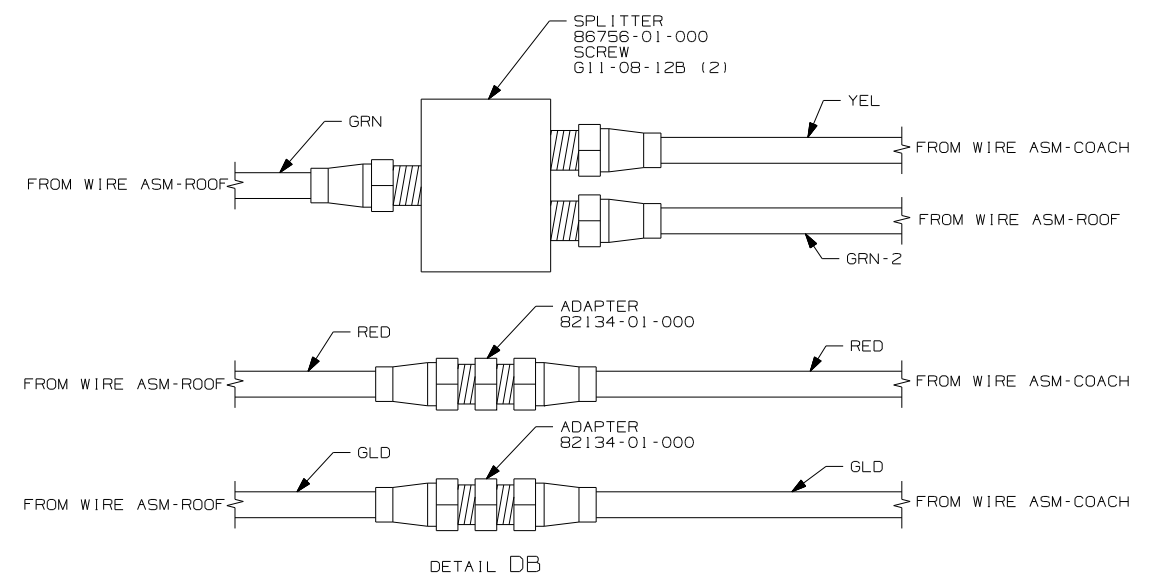 SPLITTER
86756-01-000
SCREW
G11-08-12B (2)
GRN
YEL
FROM WIRE ASM-COACH
FROM WIRE ASM-ROOF
FROM WIRE ASM-ROOF
GRN-2
ADAPTER
82134-01-000
RED
RED
FROM WIRE ASM-ROOF
FROM WIRE ASM-COACH
ADAPTER
82134-01-000
GLD
GLD
FROM WIRE ASM-ROOF
FROM WIRE ASM-COACH
DETAIL DB